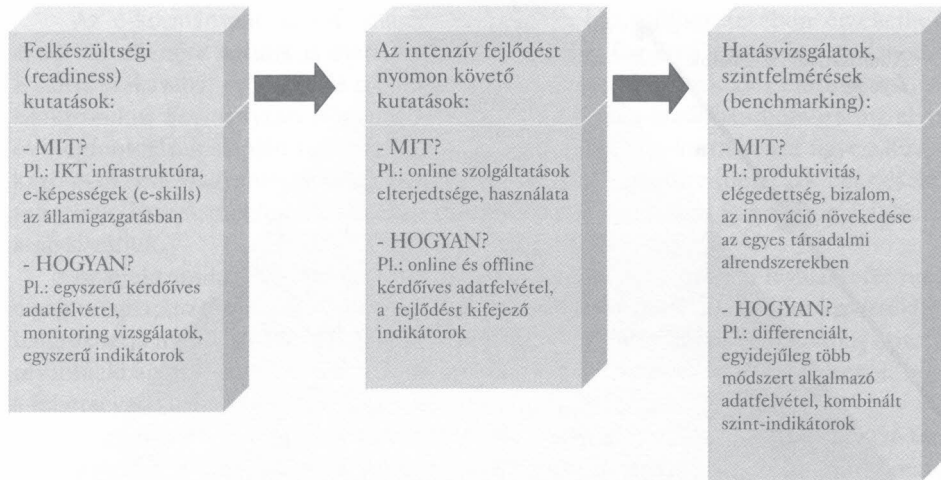 Felkészültségi
(readiness)
kutatások:
- MIT?
Pl.: IKT infrastruktúra,
e-képességek (e-skills)
az államigazgatásban
- HOGYAN?
Pl.: egyszerű kérdőíves
adatfelvétel,
monitoring vizsgálatok,
egyszerű indikátorok
Az intenzív fejlődést
nyomon követő
kutatások:
- MIT?
Pl.: online szolgáltatások
elterjedtsége, használata
- HOGYAN?
Pl.: online és offline
kérdőíves adatfelvétel,
a fejlődést kifejező
indikátorok
Hatásvizsgálatok,
szintfelmérések
(benchmarking):
- MIT?
Pl.: produktivitás,
elégedettség, bizalom,
az innováció növekedése
az egyes társadalmi
alrendszerekben
- HOGYAN?
Pl.: differenciált,
egyidejűleg több
módszert alkalmazó
adatfelvétel, kombinált
szint-indikátorok